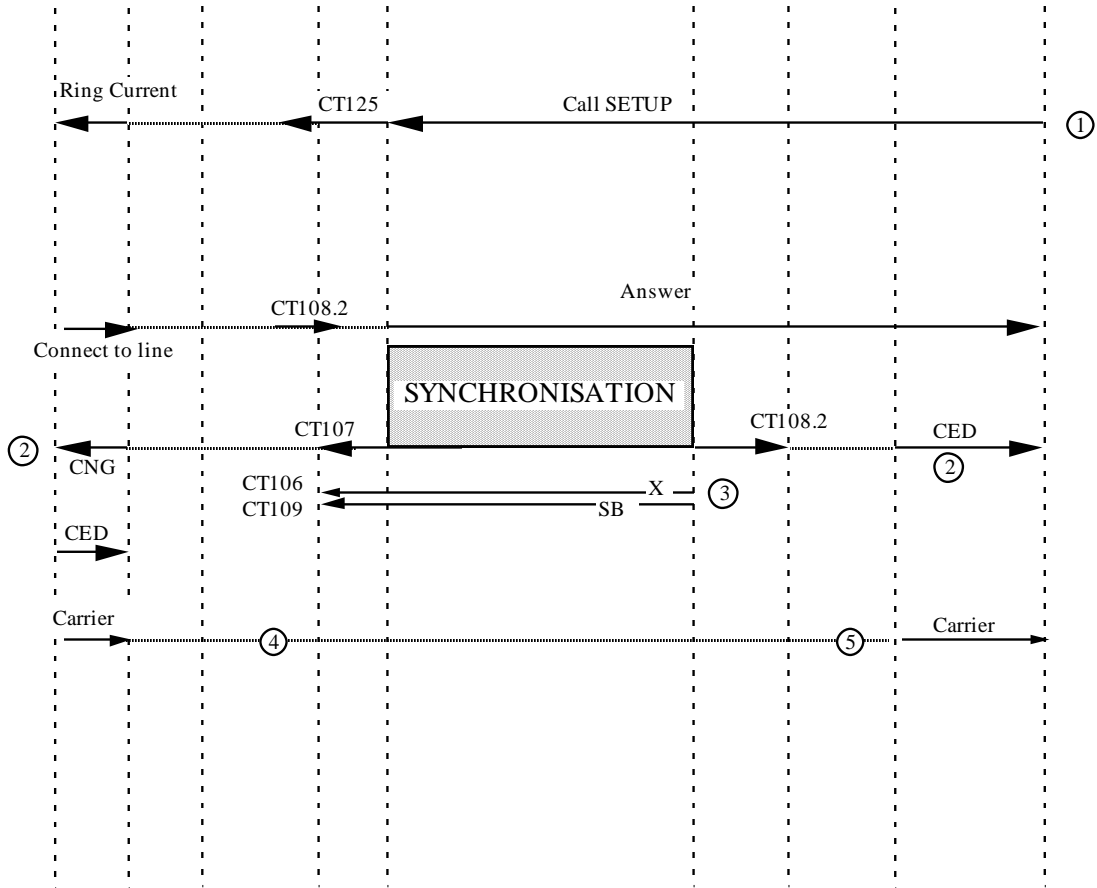 Ring Current
CT125
Call SETUP
1
Answer
CT108.2
Connect to line
SYNCHRONISATION
CT108.2
CT107
CED
2
CNG
2
CT106
X
3
CT109
SB
CED
Carrier
4
5
Carrier